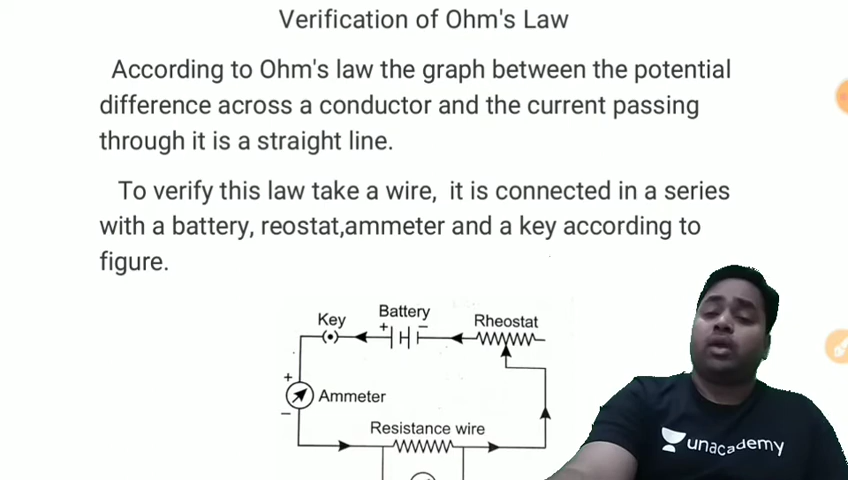 Verification of Ohm's Law
According to Ohm's law the graph between the potential
difference across a conductor and the current passing
through it is a straight line.
To verify this law take a wire, it is connected in a series
with a battery, reostat,ammeter and a key according to
figure.
Key
Battery
+ −
Rheostat
+
Ammeter
−
Resistance wire
unacademy